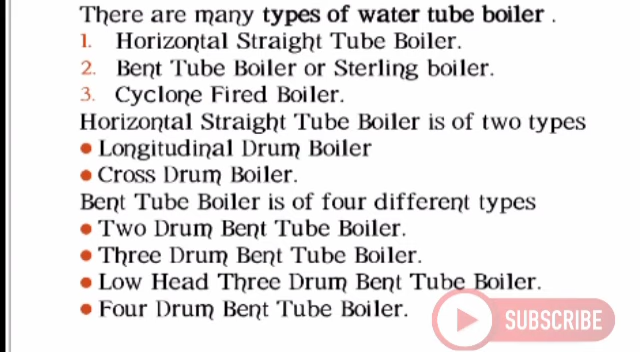 There are many types of water tube boiler .
1. Horizontal Straight Tube Boiler.
2. Bent Tube Boiler or Sterling boiler.
3. Cyclone Fired Boiler.
Horizontal Straight Tube Boiler is of two types
• Longitudinal Drum Boiler
• Cross Drum Boiler.
Bent Tube Boiler is of four different types
• Two Drum Bent Tube Boiler.
• Three Drum Bent Tube Boiler.
• Low Head Three Drum Bent Tube Boiler.
• Four Drum Bent Tube Boiler.
SUBSCRIBE